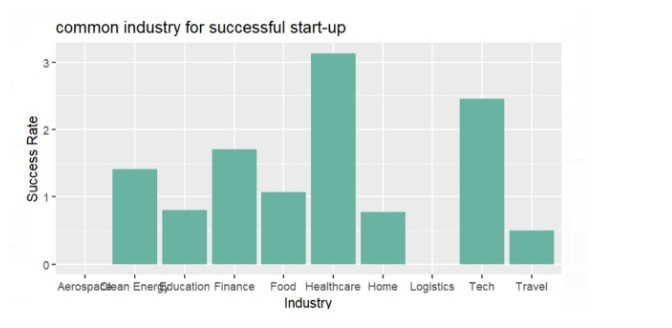 common industry for successful start-up
3
2
1
0
Success Rate
Aerospace Clean Energy Education Finance Food Healthcare Home Logistics Tech Travel
Industry